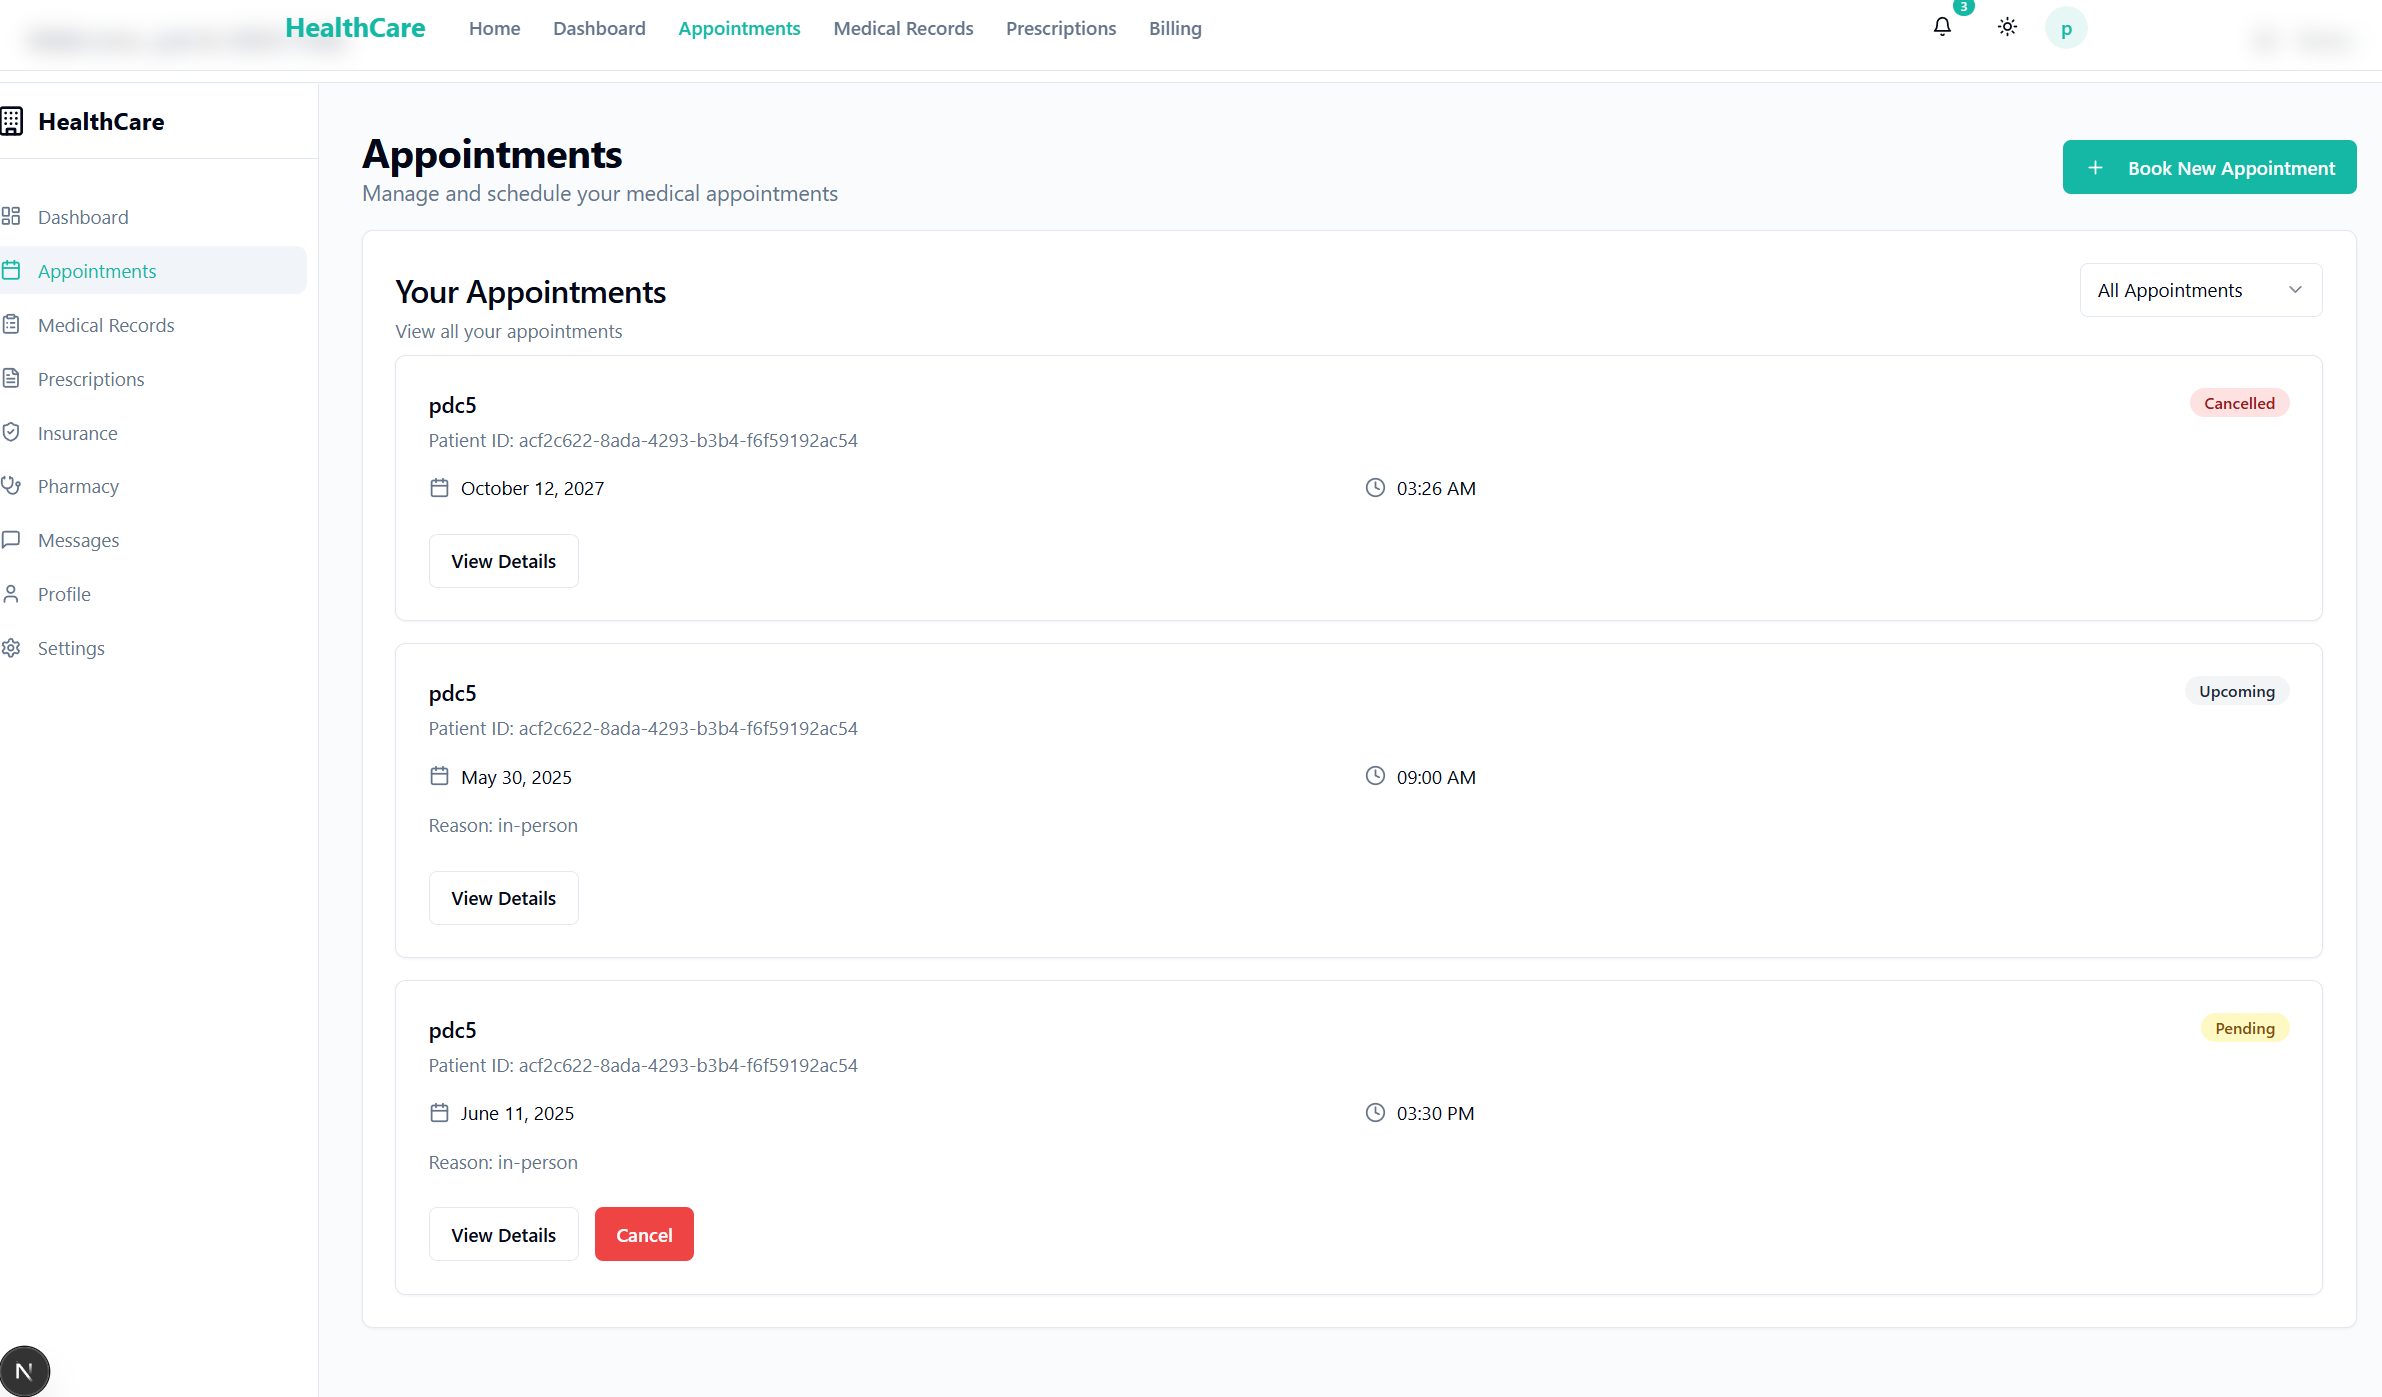 HealthCare
Home Dashboard Appointments Medical Records Prescriptions Billing
3
p
HealthCare
Dashboard
Appointments
Medical Records
Prescriptions
Insurance
Pharmacy
Messages
Profile
Settings
N
Appointments
Manage and schedule your medical appointments
+ Book New Appointment
Your Appointments
View all your appointments
All Appointments
pdc5
Cancelled
Patient ID: acf2c622-8ada-4293-b3b4-f6f59192ac54
October 12, 2027
03:26 AM
View Details
pdc5
Upcoming
Patient ID: acf2c622-8ada-4293-b3b4-f6f59192ac54
May 30, 2025
09:00 AM
Reason: in-person
View Details
pdc5
Pending
Patient ID: acf2c622-8ada-4293-b3b4-f6f59192ac54
June 11, 2025
03:30 PM
Reason: in-person
View Details
Cancel